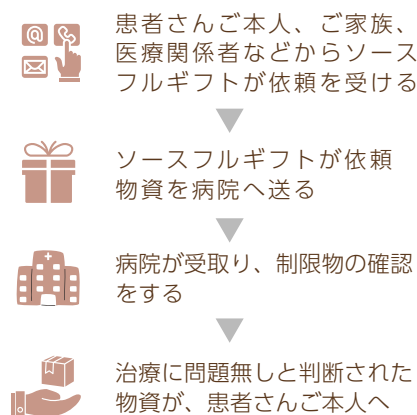 患者さんご本人、ご家族、
医療関係者などからソース
フルギフトが依頼を受ける
ソースフルギフトが依頼
物資を病院へ送る
病院が受取り、制限物の確認
をする
治療に問題無しと判断された
物資が、患者さんご本人へ